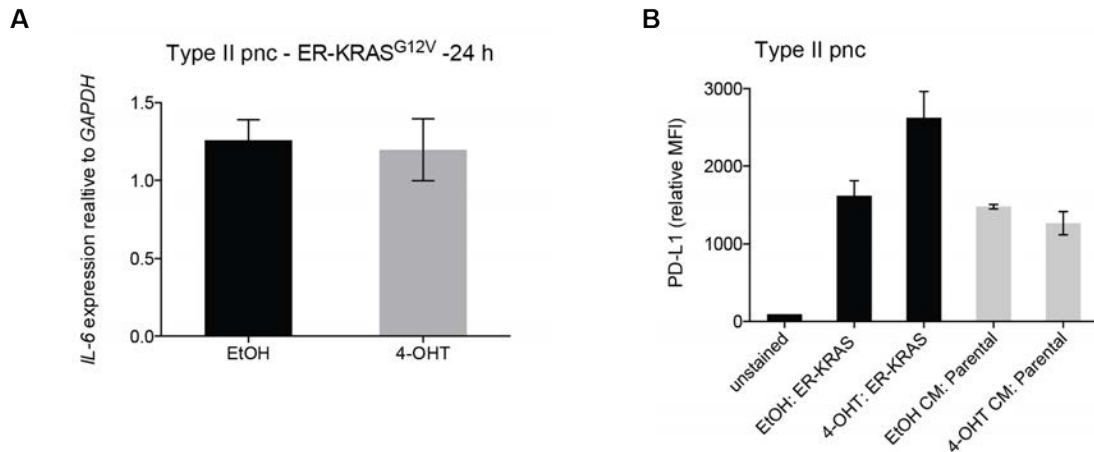 A
Type II pnc - ER-KRAS^G12V -24 h
IL-6 expression realtive to GAPDH
1.5
1.0
0.5
0.0
EtOH
4-OHT
B
Type II pnc
PD-L1 (relative MFI)
3000
2000
1000
0
unstained
EtOH: ER-KRAS
4-OHT: ER-KRAS
EtOH CM: Parental
4-OHT CM: Parental